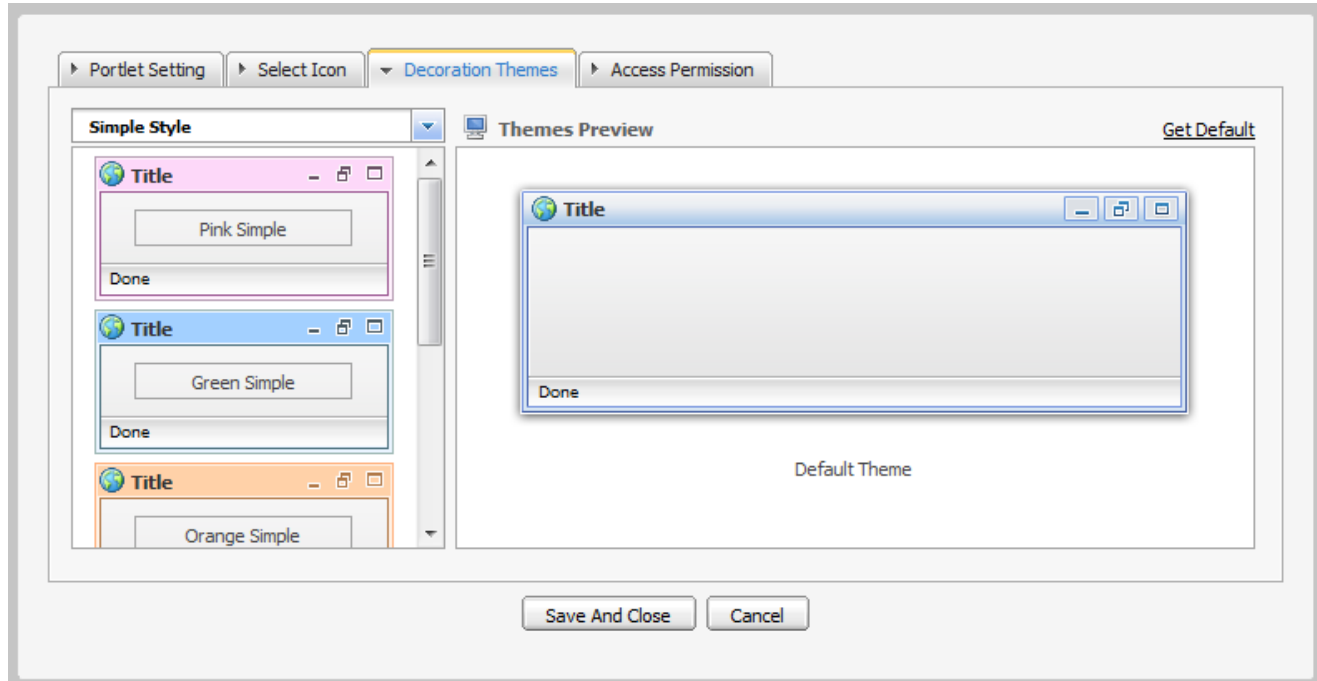 Portlet Setting Select Icon Decoration Themes Access Permission
Simple Style
Themes Preview
Get Default
Title
Pink Simple
Done
Title
Green Simple
Done
Title
Orange Simple
Title
Done
Default Theme
Save And Close Cancel